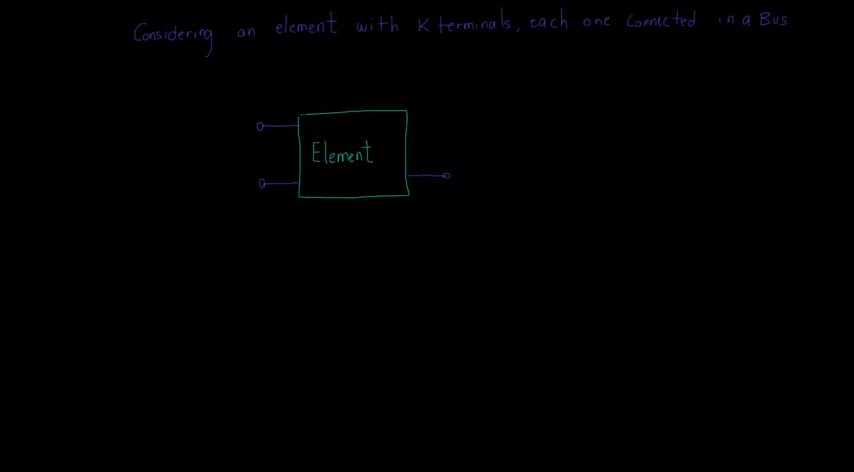 Considering an element with K terminals, each one connected in a Bus
Element